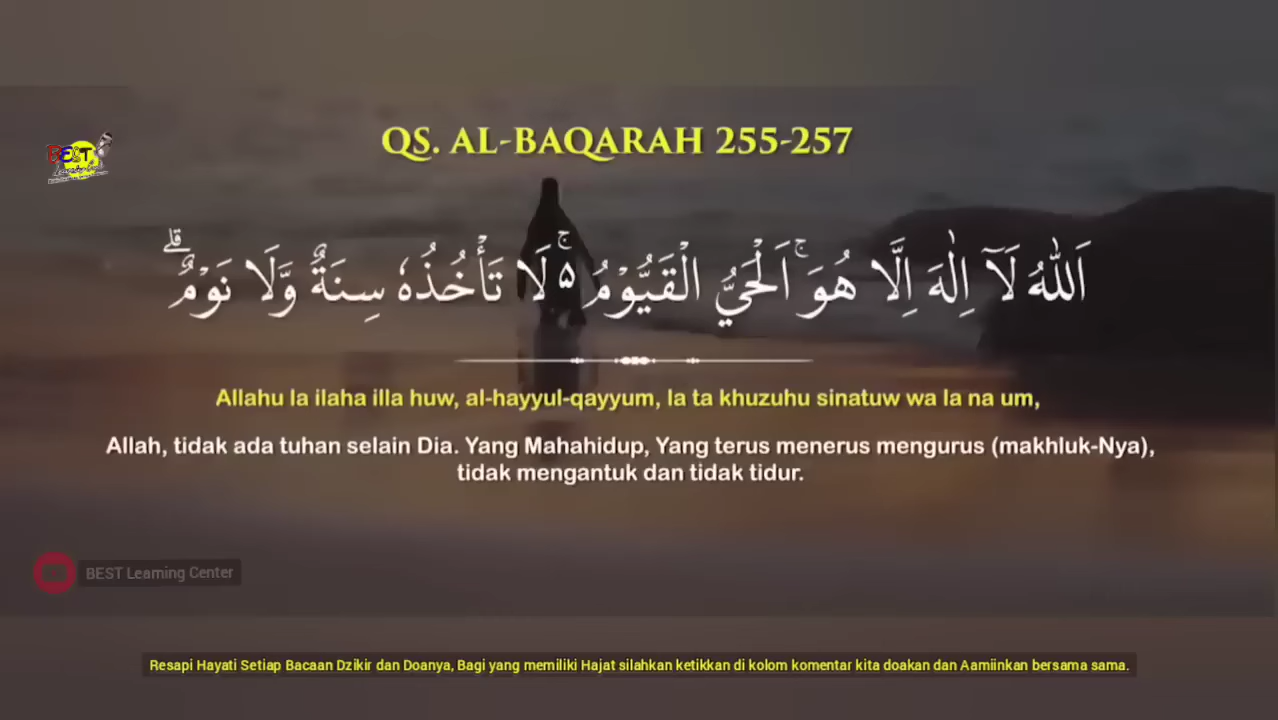 BEST
QS. AL-BAQARAH 255-257
اَللّٰهُ لَآ اِلٰهَ اِلَّا هُوَۚ اَلْحَيُّ الْقَيُّوْمُ ەۚ لَا تَأْخُذُهٗ سِنَةٌ وَّلَا نَوْمٌۗ
Allahu la ilaha illa huw, al-hayyul-qayyum, la ta khuzuhu sinatuw wa la na um,
Allah, tidak ada tuhan selain Dia. Yang Mahahidup, Yang terus menerus mengurus (makhluk-Nya),
tidak mengantuk dan tidak tidur.
BEST Learning Center
Resapi Hayati Setiap Bacaan Dzikir dan Doanya, Bagi yang memiliki Hajat silahkan ketikkan di kolom komentar kita doakan dan Aamiinkan bersama sama.